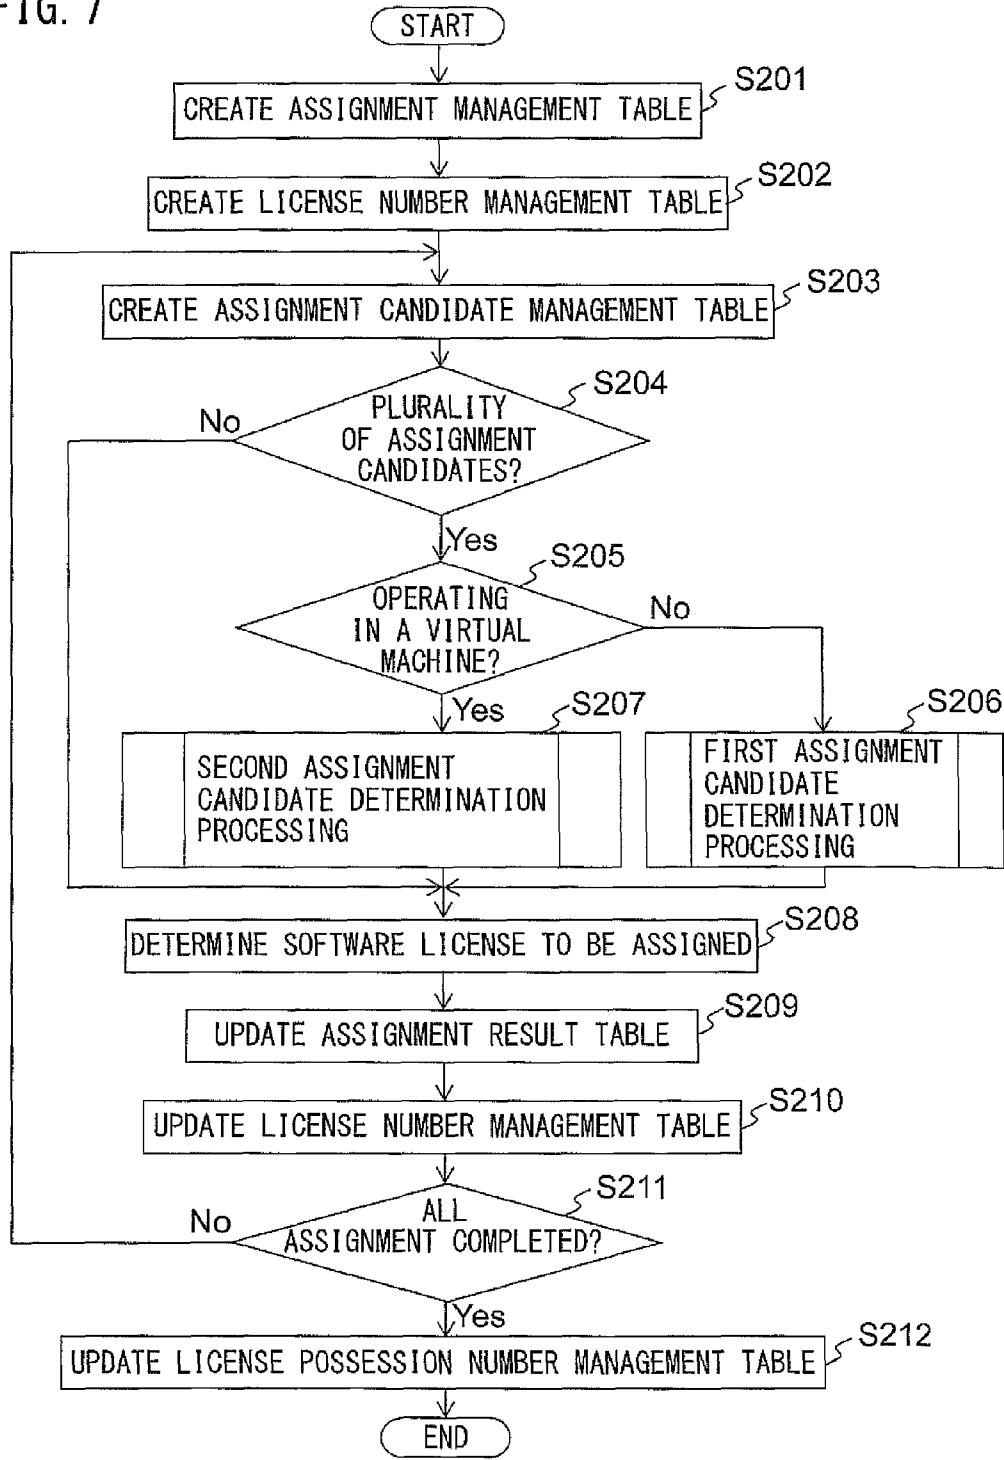 FIG. 7
START
S201
CREATE ASSIGNMENT MANAGEMENT TABLE
S202
CREATE LICENSE NUMBER MANAGEMENT TABLE
S203
CREATE ASSIGNMENT CANDIDATE MANAGEMENT TABLE
S204
No
PLURALITY
OF ASSIGNMENT
CANDIDATES?
Yes
S205
OPERATING
IN A VIRTUAL
MACHINE?
No
Yes
S207
SECOND ASSIGNMENT
CANDIDATE DETERMINATION
PROCESSING
S206
FIRST ASSIGNMENT
CANDIDATE
DETERMINATION
PROCESSING
S208
DETERMINE SOFTWARE LICENSE TO BE ASSIGNED
S209
UPDATE ASSIGNMENT RESULT TABLE
S210
UPDATE LICENSE NUMBER MANAGEMENT TABLE
S211
No
ALL
ASSIGNMENT COMPLETED?
Yes
S212
UPDATE LICENSE POSSESSION NUMBER MANAGEMENT TABLE
END